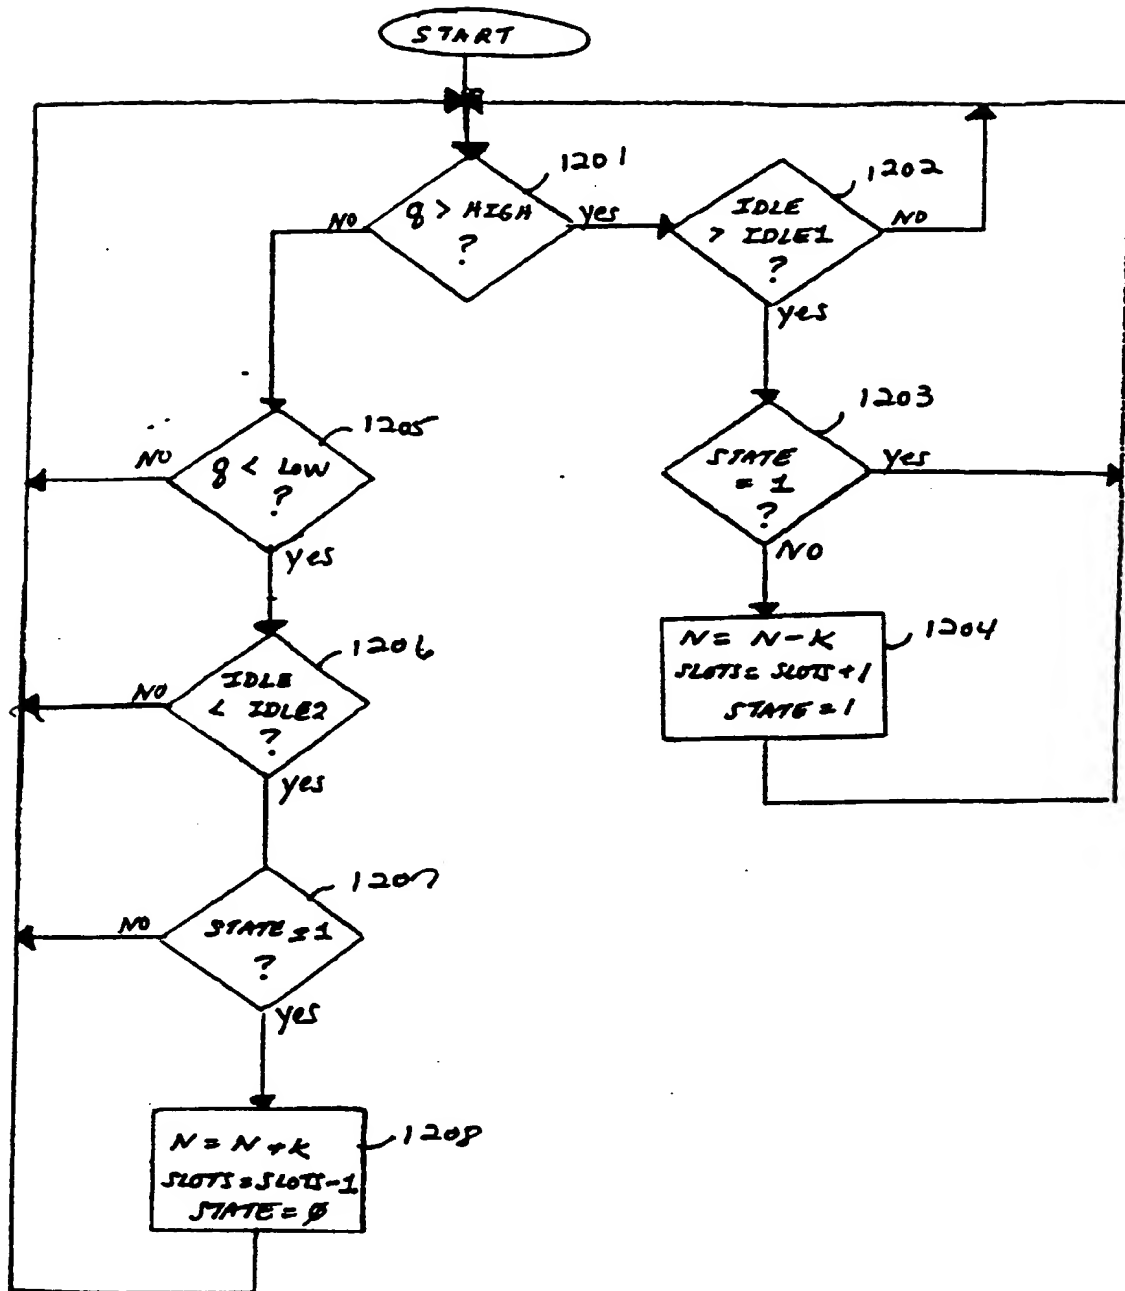 START
1201
q > HIGH
?
NO
yes
1202
IDLE
> IDLE1
?
NO
yes
1203
STATE
= 1
?
yes
NO
1204
N = N-K
SLOTS = SLOTS+1
STATE = 1
1205
q < LOW
?
NO
yes
1206
IDLE
< IDLE2
?
NO
yes
1207
STATE = 1
?
NO
yes
1208
N = N+K
SLOTS = SLOTS-1
STATE = Ø